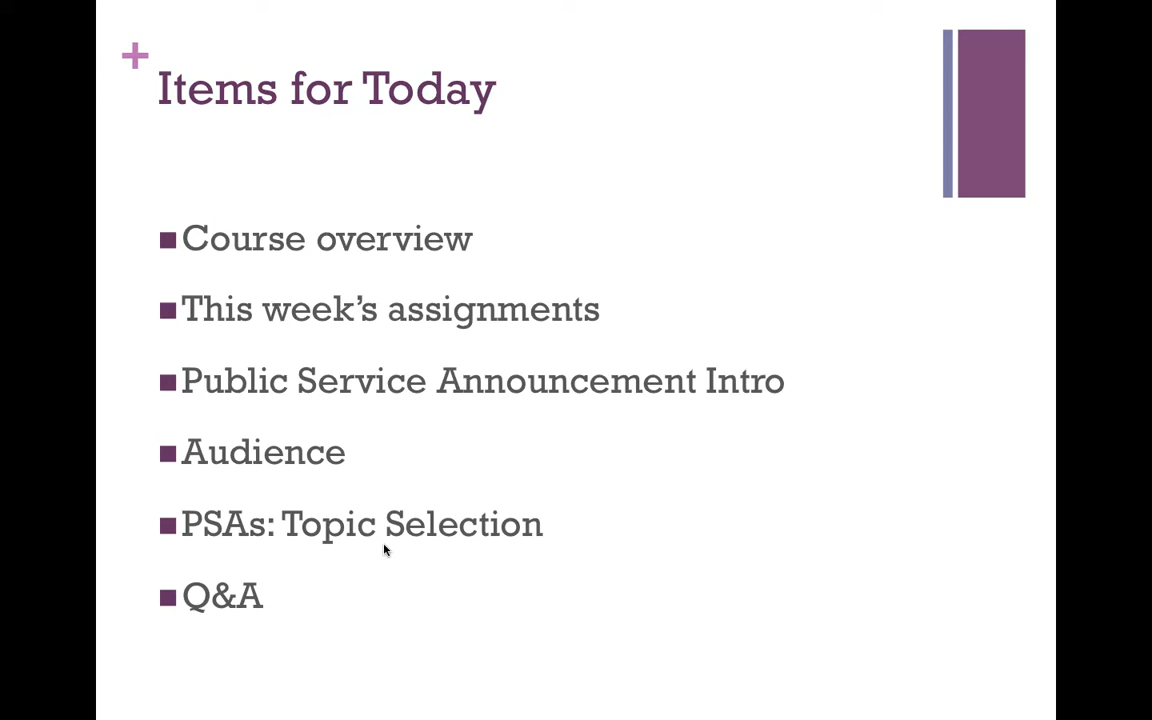 +
Items for Today
Course overview
This week's assignments
Public Service Announcement Intro
Audience
PSAs: Topic Selection
Q&A